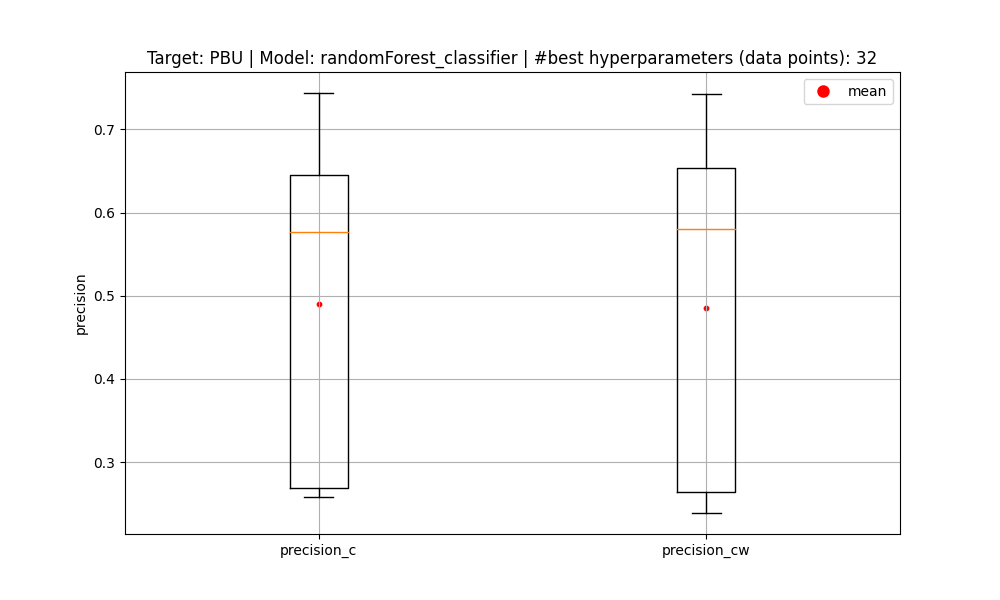 Target: PBU | Model: randomForest_classifier | #best hyperparameters (data points): 32
mean
0.7
0.6
0.5
0.4
0.3
precision
precision_c
precision_cw